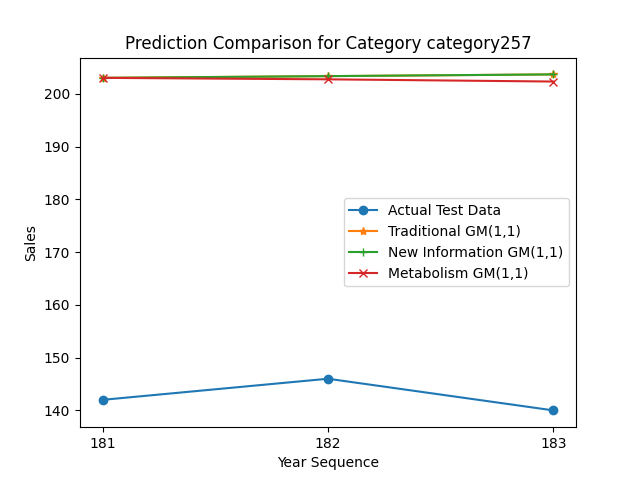 Prediction Comparison for Category category257
Sales
200
190
180
170
160
150
140
Actual Test Data
Traditional GM(1,1)
New Information GM(1,1)
Metabolism GM(1,1)
181
182
183
Year Sequence